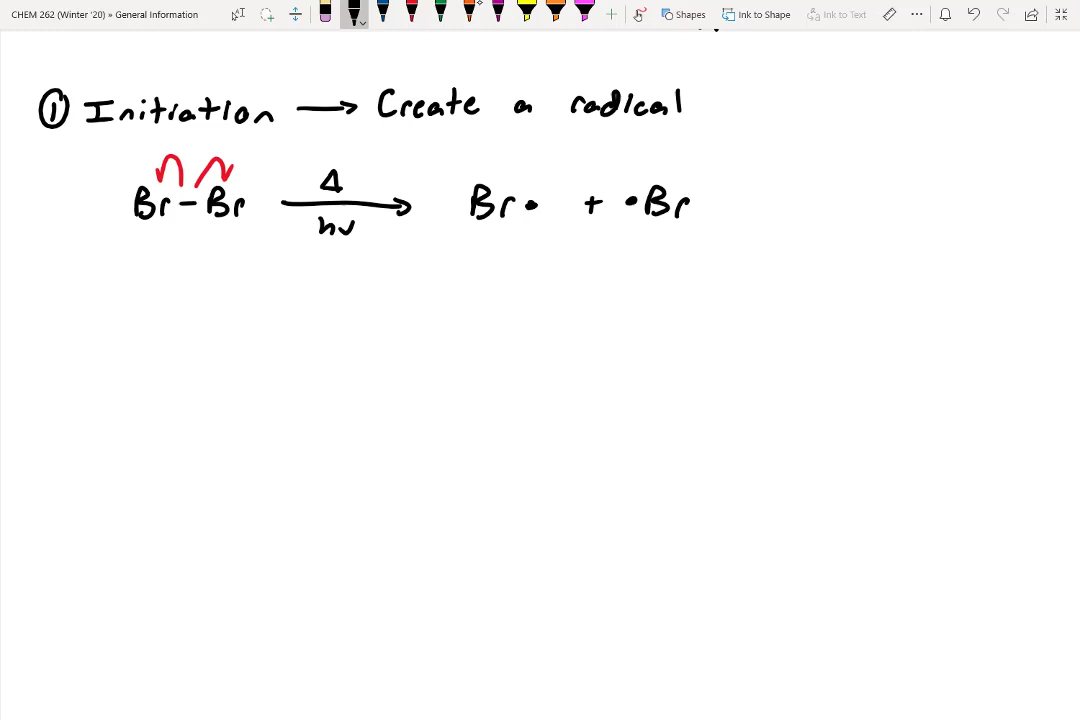 CHEM 262 (Winter '20) » General Information
Shapes
Ink to Shape
Ink to Text
① Initiation → Create a radical
Br-Br
Δ
hν
→ Br• + •Br